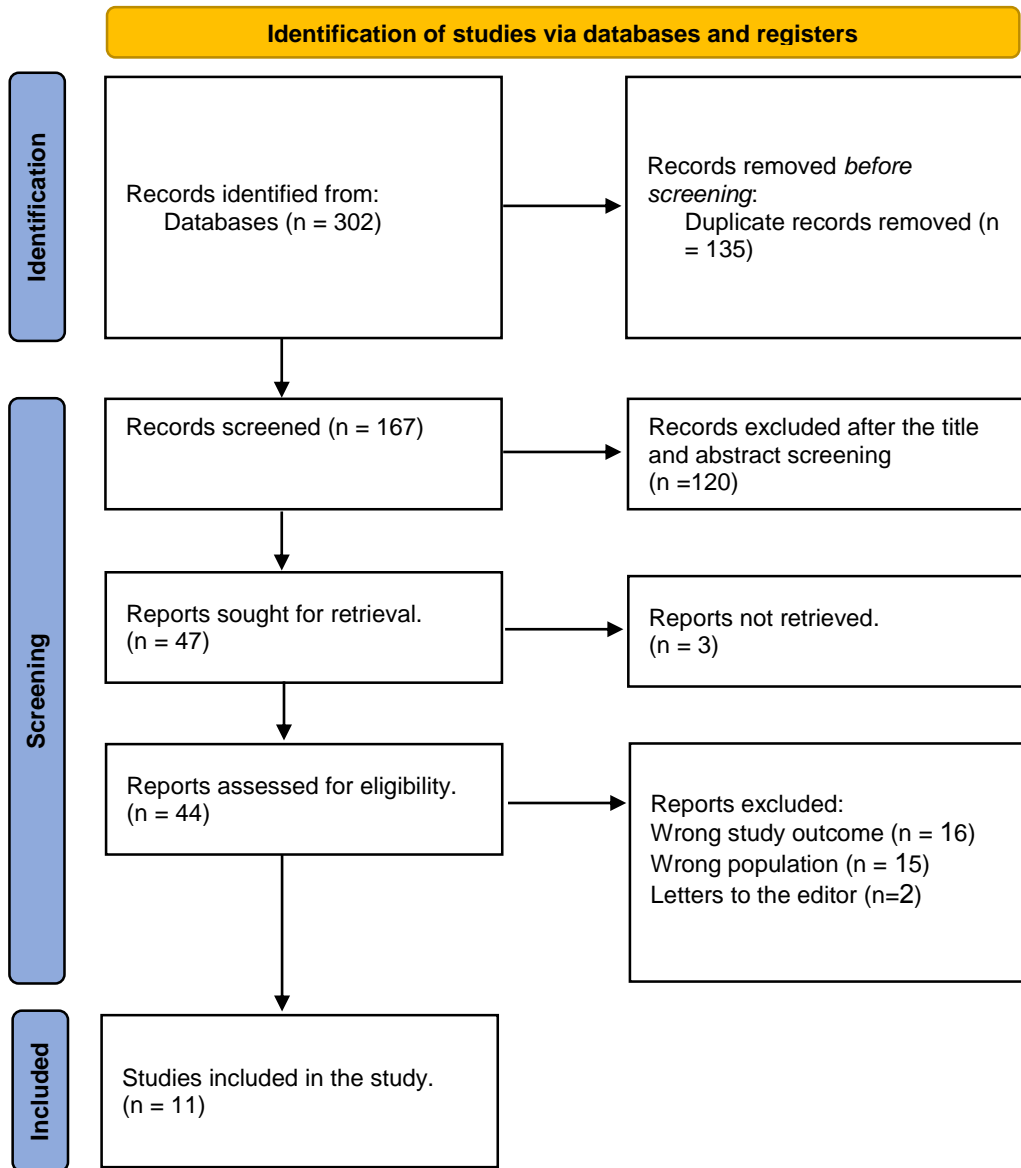 Identification of studies via databases and registers
Identification
Records identified from:
Databases (n = 302)
Records removed before
screening:
Duplicate records removed (n
= 135)
Screening
Records screened (n = 167)
Records excluded after the title
and abstract screening
(n =120)
Reports sought for retrieval.
(n = 47)
Reports not retrieved.
(n = 3)
Reports assessed for eligibility.
(n = 44)
Reports excluded:
Wrong study outcome (n = 16)
Wrong population (n = 15)
Letters to the editor (n=2)
Included
Studies included in the study.
(n = 11)